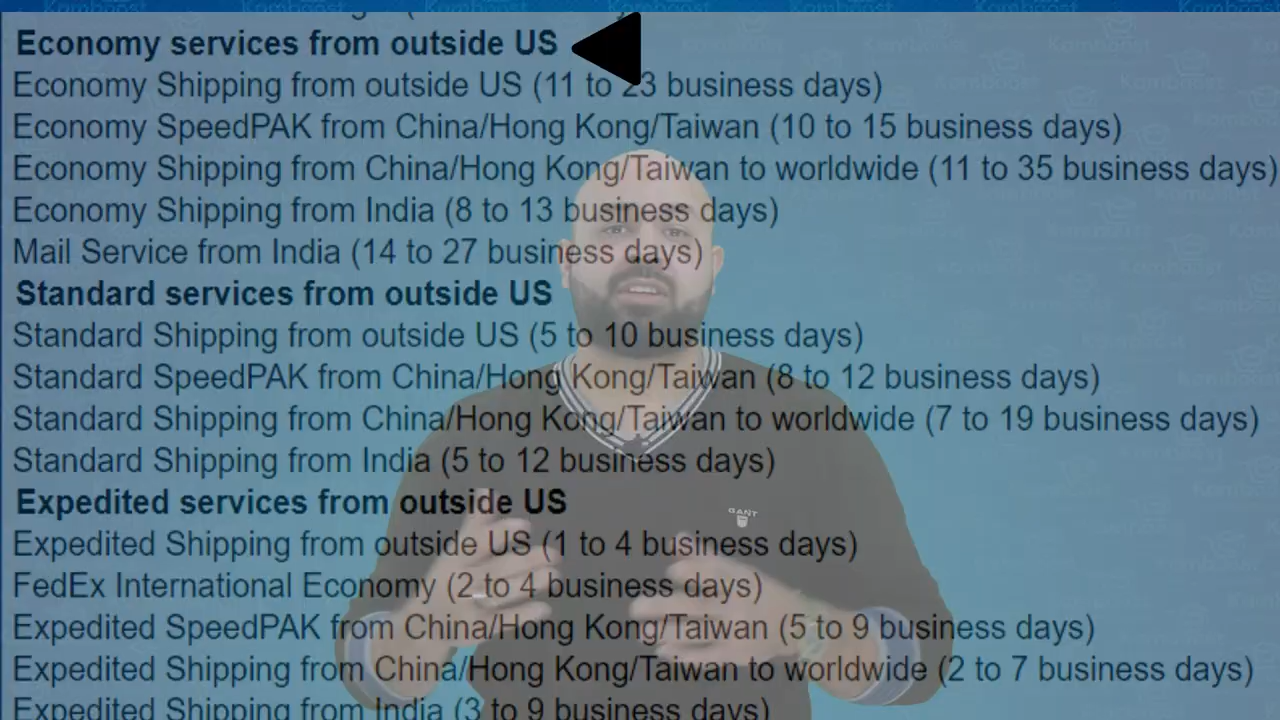 Economy services from outside US
Economy Shipping from outside US (11 to 23 business days)
Economy SpeedPAK from China/Hong Kong/Taiwan (10 to 15 business days)
Economy Shipping from China/Hong Kong/Taiwan to worldwide (11 to 35 business days)
Economy Shipping from India (8 to 13 business days)
Mail Service from India (14 to 27 business days)
Standard services from outside US
Standard Shipping from outside US (5 to 10 business days)
Standard SpeedPAK from China/Hong Kong/Taiwan (8 to 12 business days)
Standard Shipping from China/Hong Kong/Taiwan to worldwide (7 to 19 business days)
Standard Shipping from India (5 to 12 business days)
Expedited services from outside US
GANT
Expedited Shipping from outside US (1 to 4 business days)
FedEx International Economy (2 to 4 business days)
Expedited SpeedPAK from China/Hong Kong/Taiwan (5 to 9 business days)
Expedited Shipping from China/Hong Kong/Taiwan to worldwide (2 to 7 business days)
Expedited Shipping from India (3 to 9 business days)